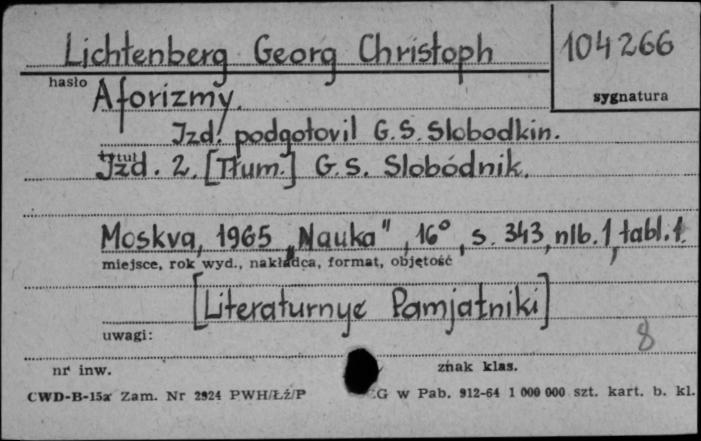 Lichtenberg Georg Christoph 104266
hasło
sygnatura
Aforizmy.
Izd. podgotovil G.S. Slobodkin.
tytuł
Izd. 2. [Tłum.] G.S. Slobódnik.
Moskva, 1965 „Nauka", 16°, s. 343, nlb. 1, tabl. 1.
miejsce, rok wyd., nakładca, format, objętość
[Literaturnye Pamjatniki]
uwagi:
8
nr inw. znak klas.
CWD-B-15a Zam. Nr 2924 PWH/Łź/P G w Pab. 912-64 1 000 000 szt. kart. b. kl.